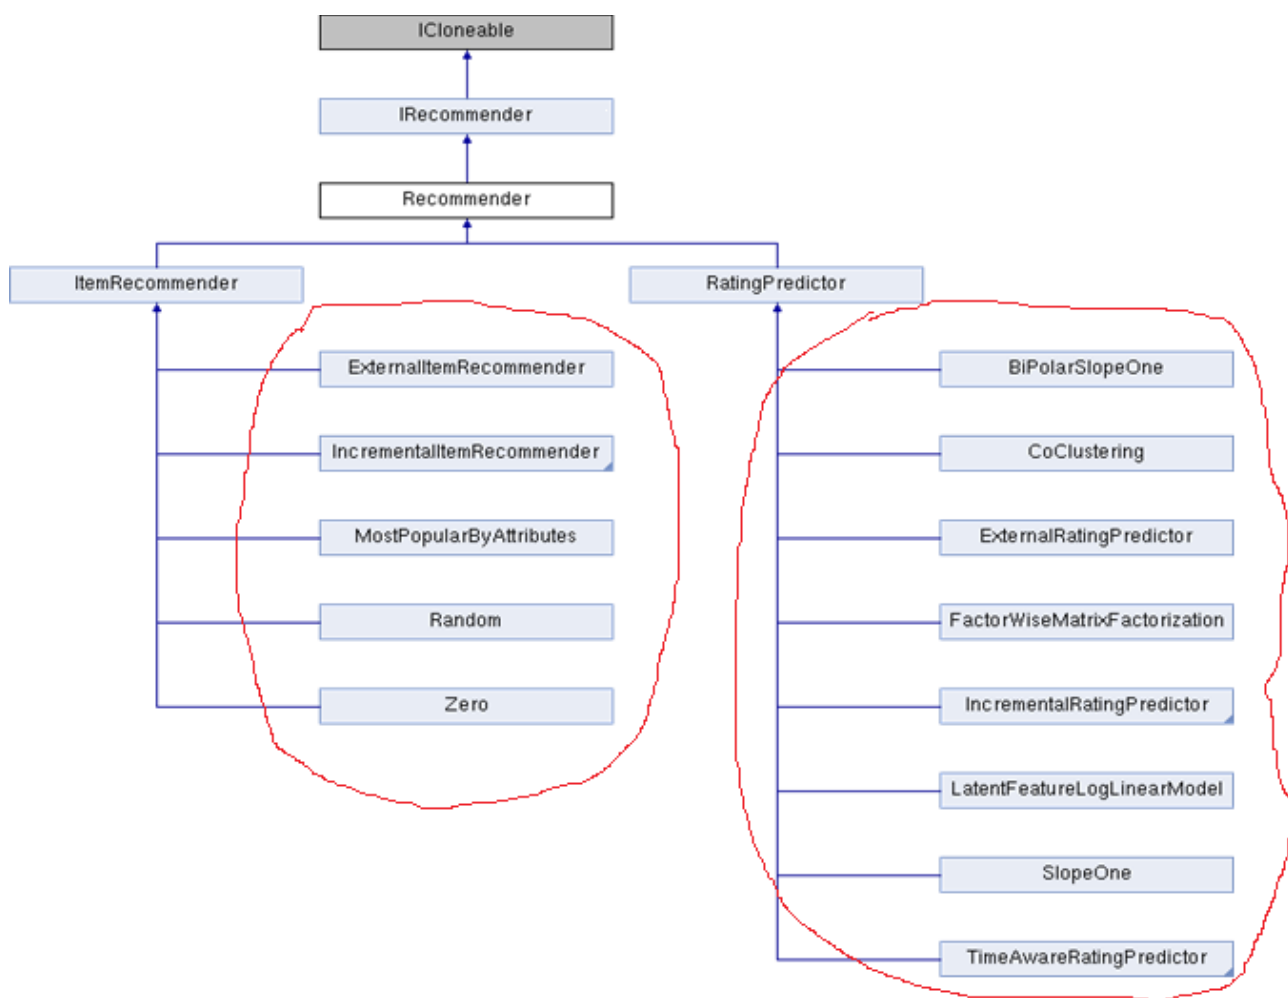 ICloneable
IRecommender
Recommender
ItemRecommender
RatingPredictor
ExternalItemRecommender
BiPolarSlopeOne
IncrementalItemRecommender
CoClustering
MostPopularByAttributes
ExternalRatingPredictor
Random
FactorWiseMatrixFactorization
Zero
IncrementalRatingPredictor
LatentFeatureLogLinearModel
SlopeOne
TimeAwareRatingPredictor